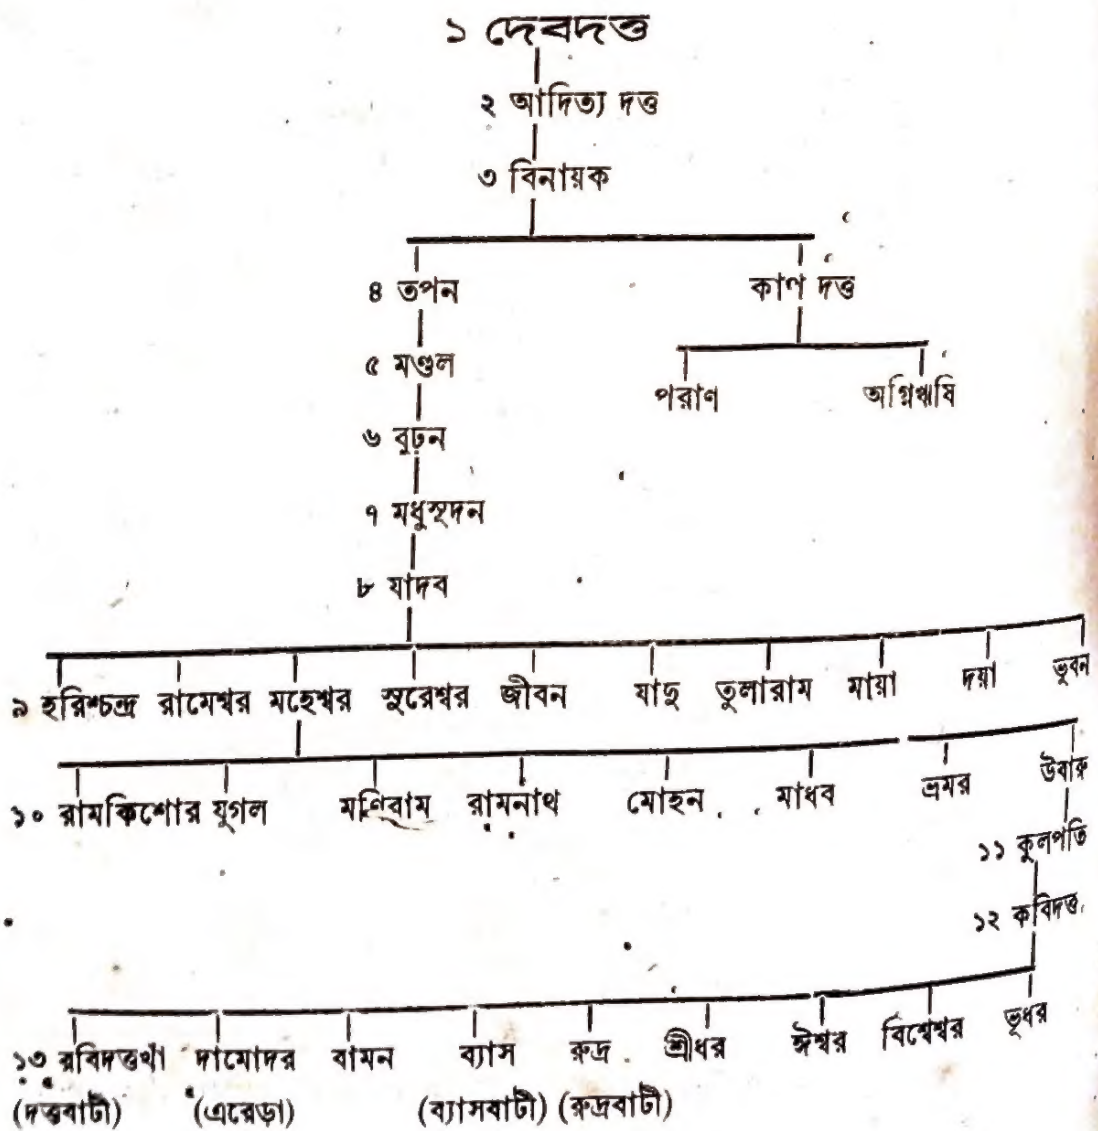 ১ দেবদত্ত
২ আদিত্য দত্ত
৩ বিনায়ক
৪ তপন কাণ দত্ত
৫ মণ্ডল
পরাণ অগ্নিঋষি
৬ বুঢ়ন
৭ মধুসূদন
৮ যাদব
৯ হরিশ্চন্দ্র রামেশ্বর মহেশ্বর সুরেশ্বর জীবন যাদু তুলারাম মায়া দয়া ভুবন
১০ রামকিশোর যুগল মণিরাম রামনাথ মোহন মাধব ভ্রমর উবারু
১১ কুলপতি
১২ কবিদত্ত
১৩ রবিদত্তখাঁ দামোদর বামন ব্যাস রুদ্র শ্রীধর ঈশ্বর বিশ্বেশ্বর ভূধর
(দত্তবাটী) (এরেড়া) (ব্যাসবাটী) (রুদ্রবাটী)